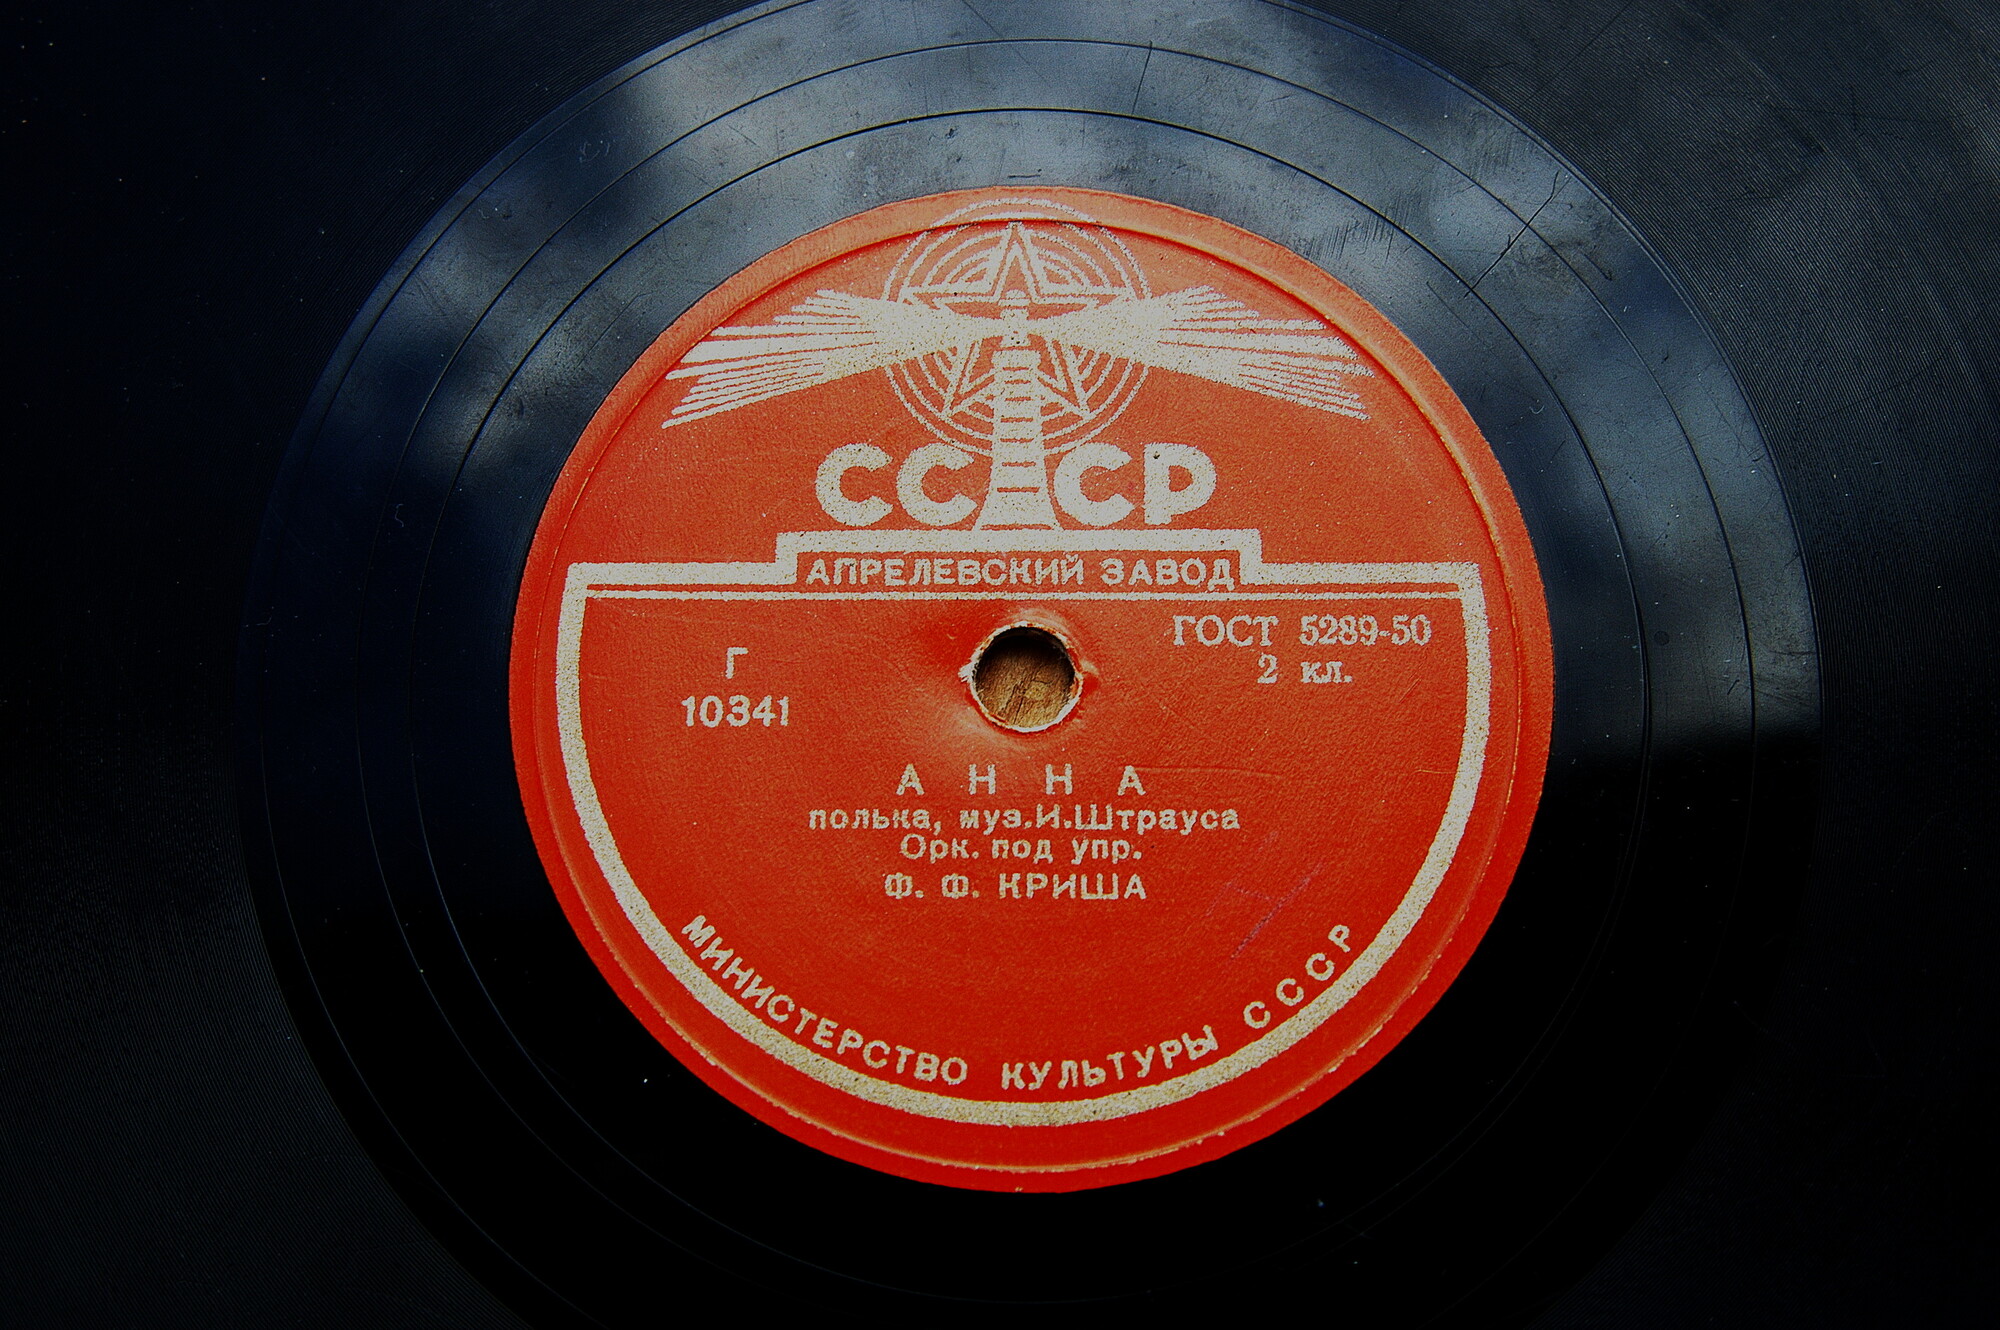 СССР
АПРЕЛЕВСКИЙ ЗАВОД
ГОСТ 5289-50
2 кл.
Г
10341
АННА
полька, муз.И.Штрауса
Орк. под упр.
Ф. Ф. КРИША
МИНИСТЕРСТВО КУЛЬТУРЫ СССР